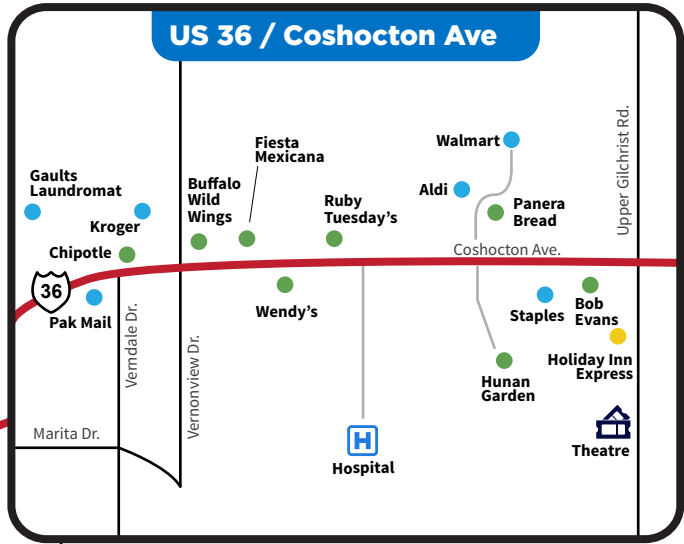 US 36 / Coshocton Ave
Upper Gilchrist Rd.
Walmart
Fiesta
Mexicana
Gaults
Laundromat
Buffalo
Wild
Wings
Aldi
Ruby
Tuesday's
Panera
Bread
Kroger
Chipotle
Coshocton Ave.
36
Pak Mail
Wendy's
Staples
Bob
Evans
Verndale Dr.
Vernonview Dr.
Holiday Inn
Express
Hunan
Garden
Marita Dr.
H
Hospital
Theatre